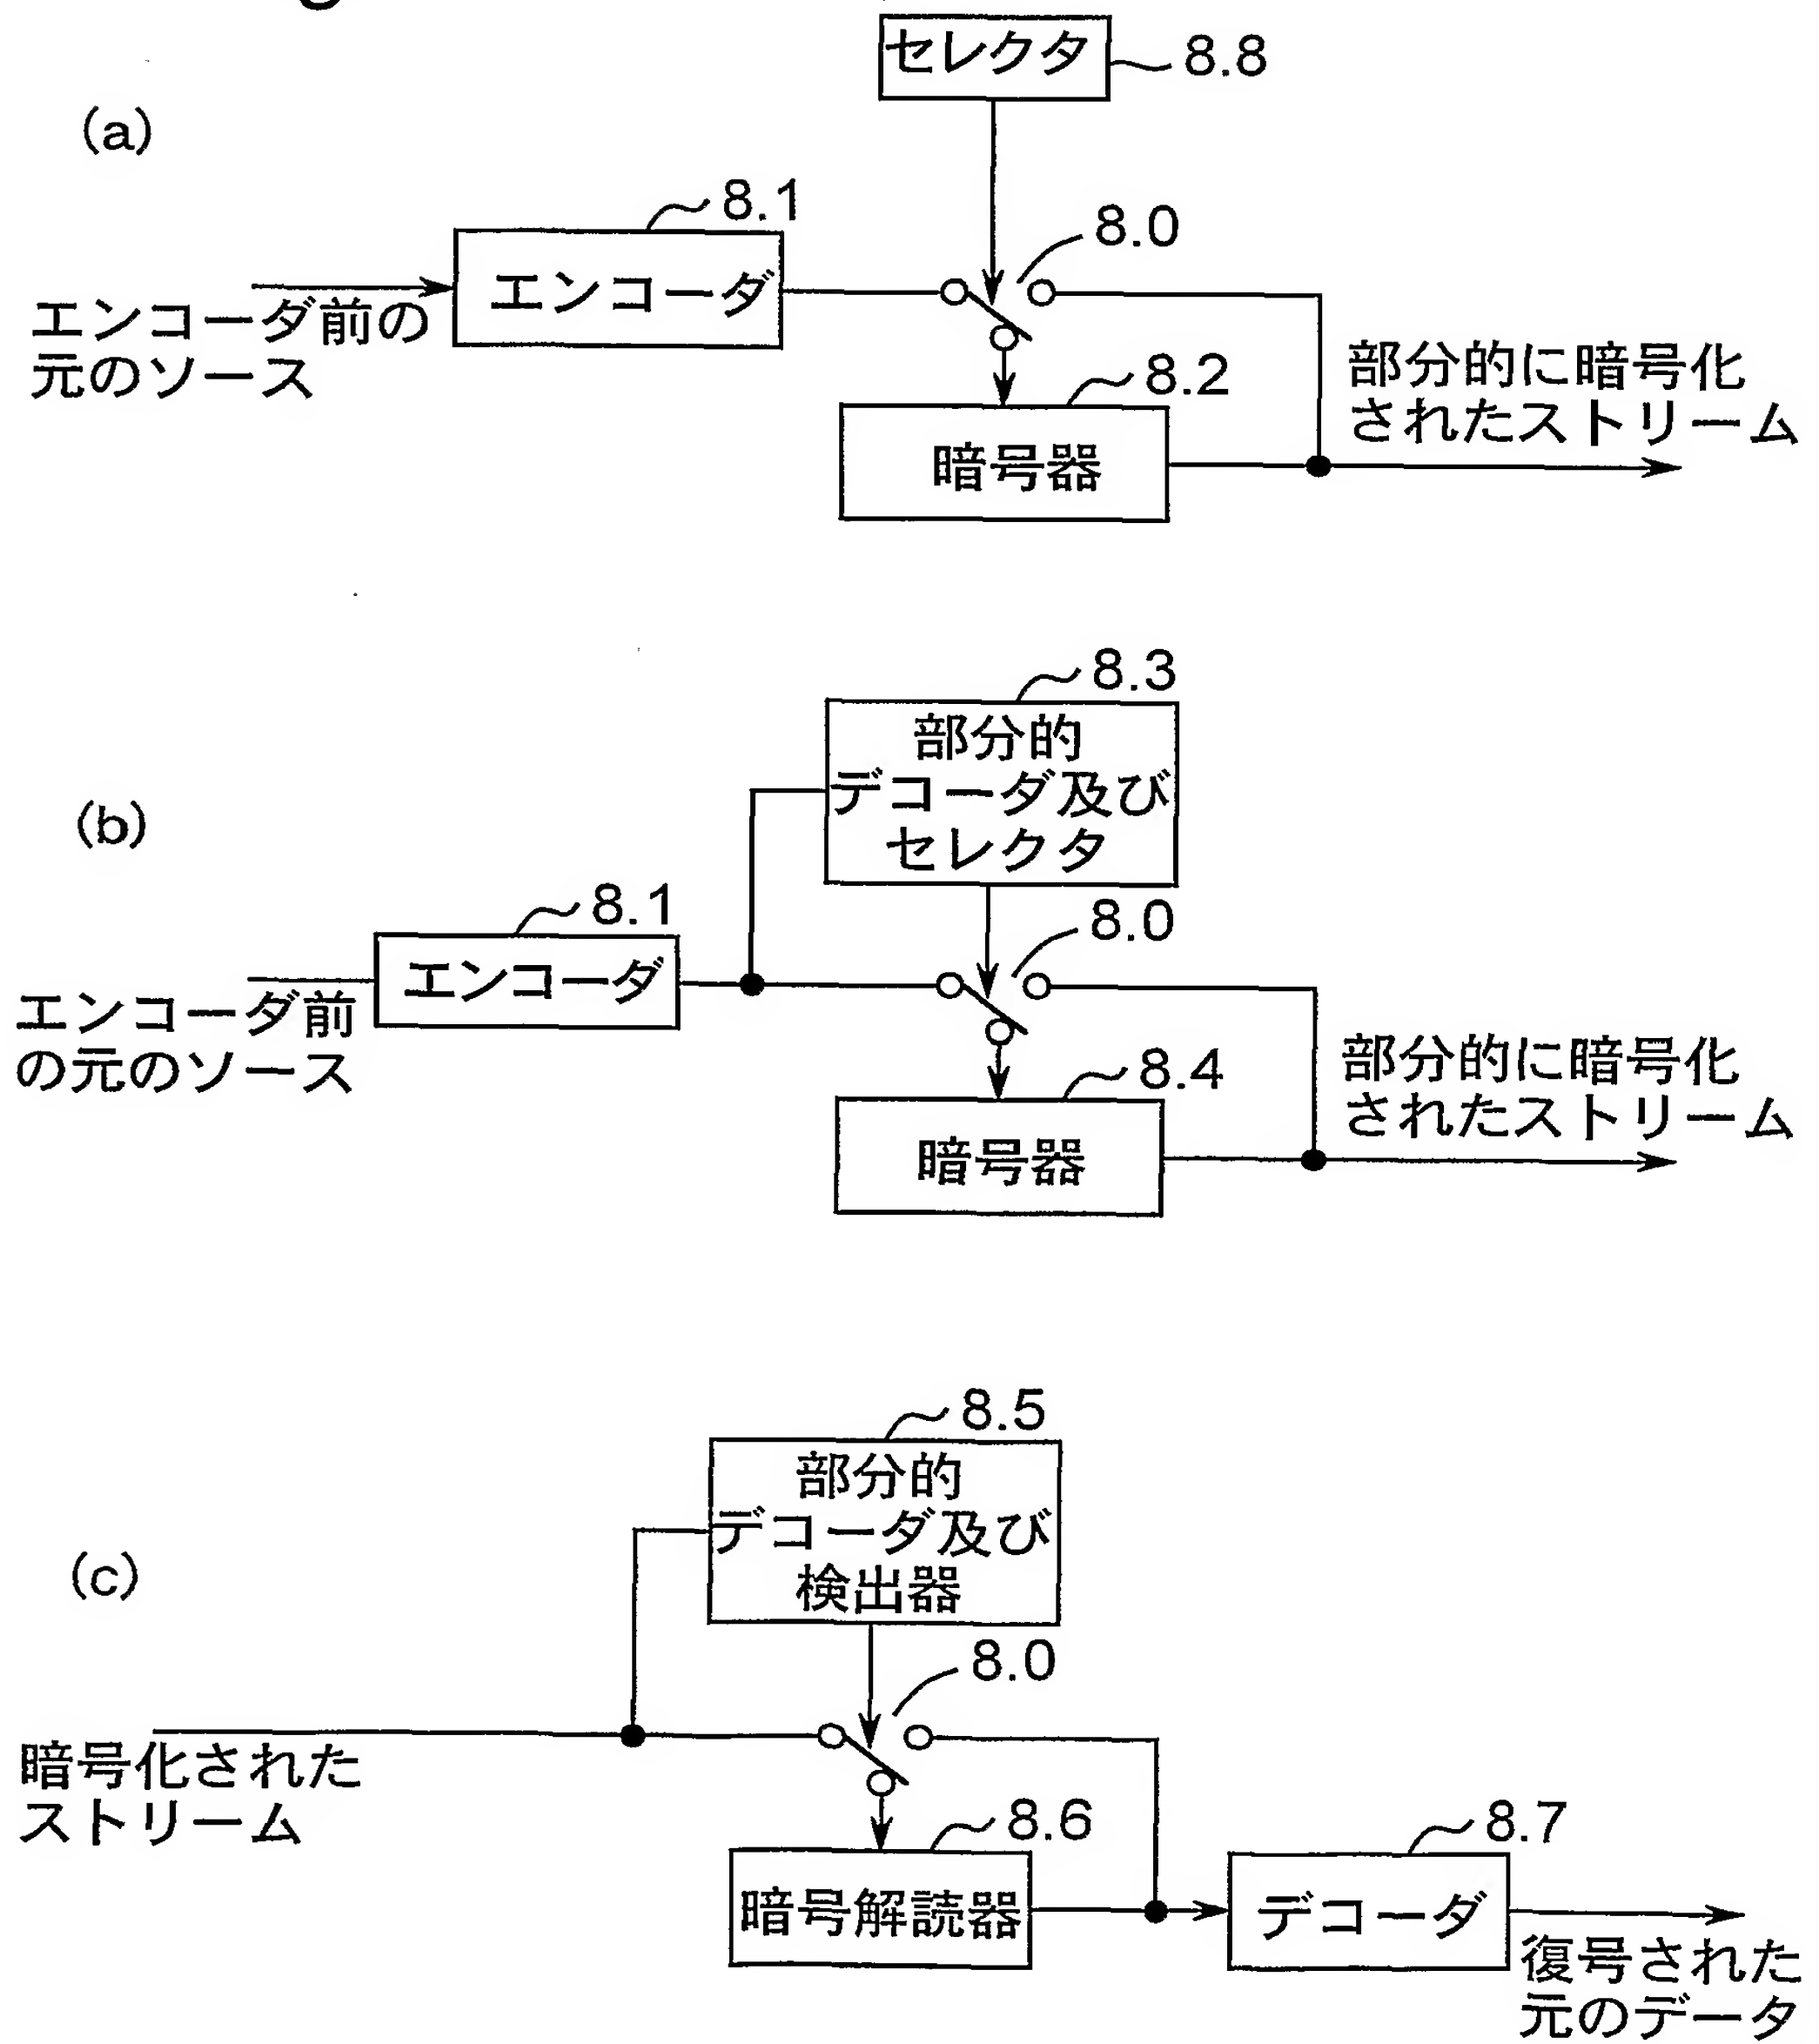 セレクタ
8.8
(a)
8.1
8.0
エンコーダ
エンコーダ前の
元のソース
8.2
部分的に暗号化
されたストリーム
暗号器
8.3
部分的
デコーダ及び
セレクタ
(b)
8.1
8.0
エンコーダ
エンコーダ前
の元のソース
8.4
部分的に暗号化
されたストリーム
暗号器
8.5
部分的
デコーダ及び
検出器
(c)
8.0
暗号化された
ストリーム
8.6
8.7
暗号解読器
デコーダ
復号された
元のデータ